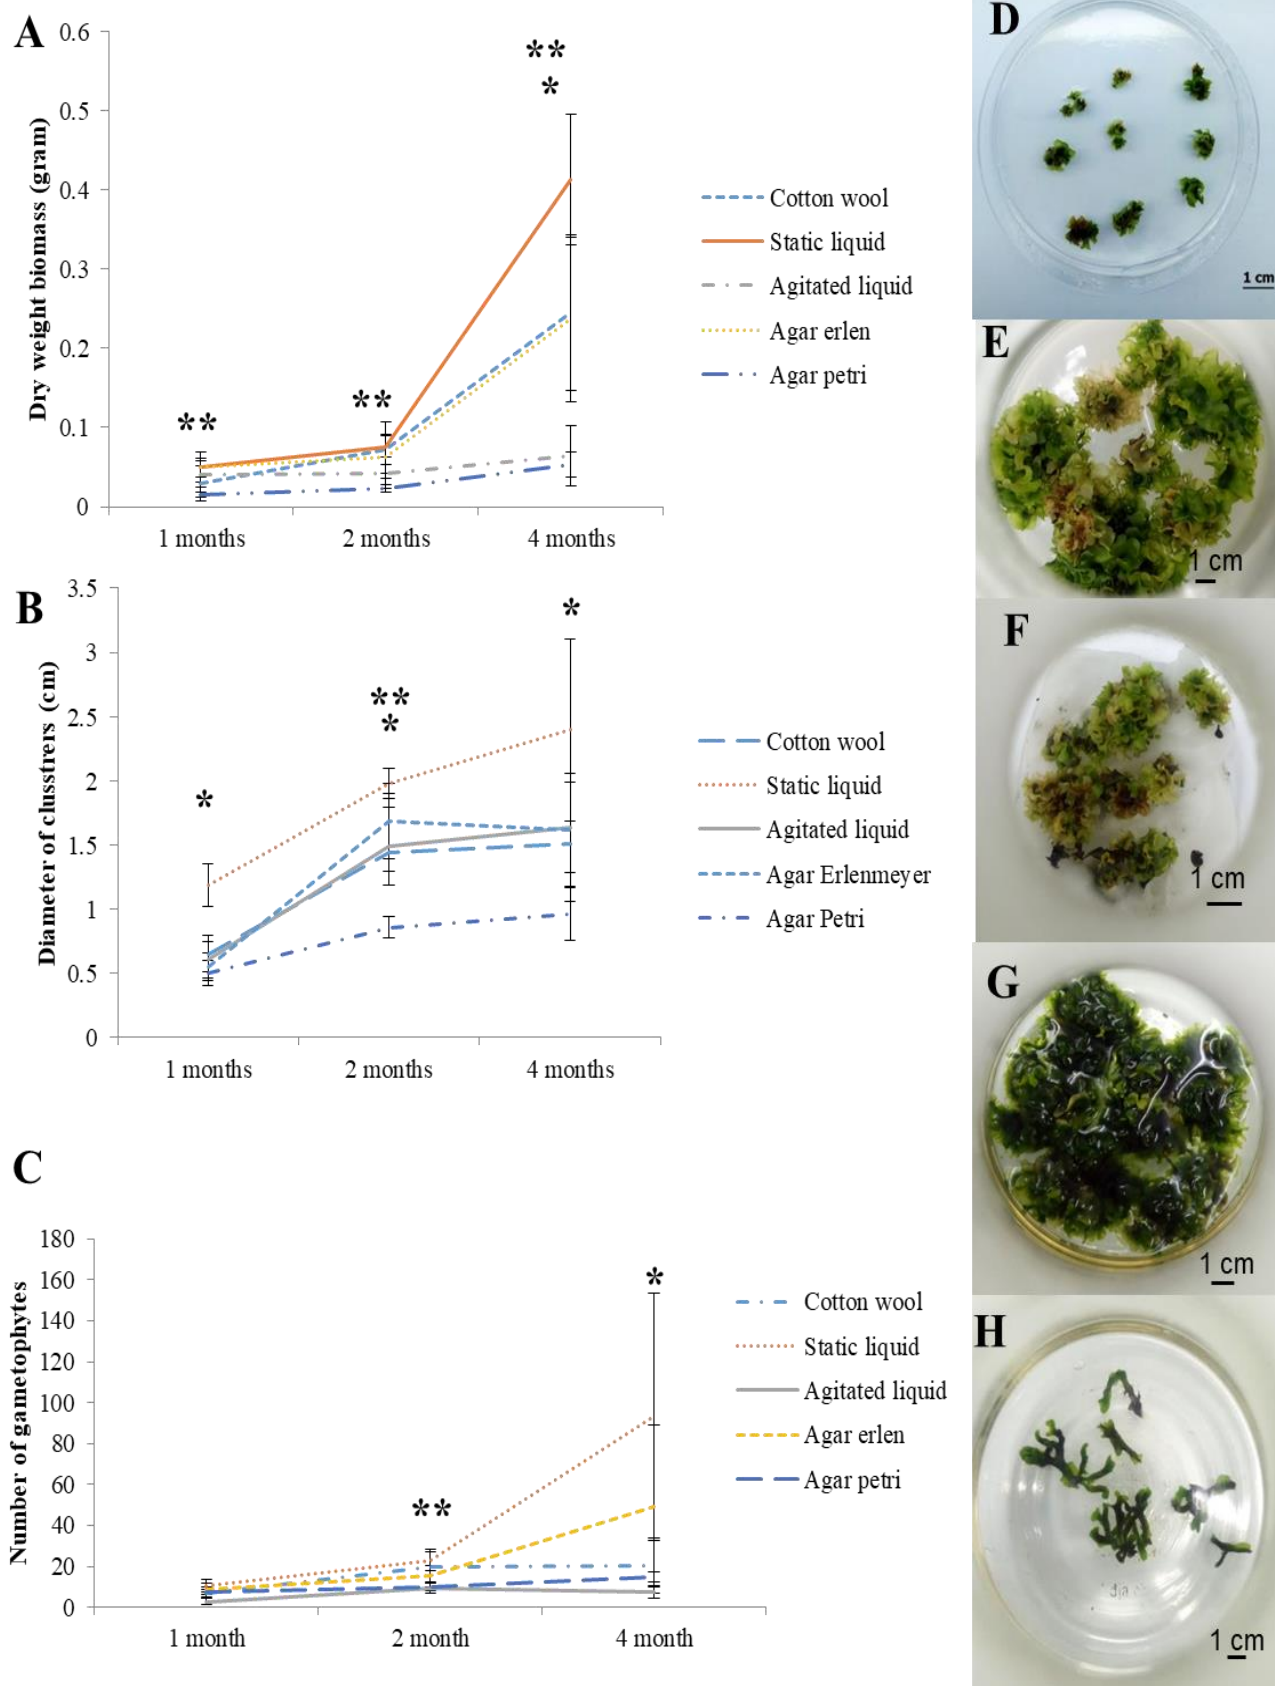 A
Dry weight biomass (gram)
0.6
0.5
0.4
0.3
0.2
0.1
0
**
**
**
*
1 months
2 months
4 months
Cotton wool
Static liquid
Agitated liquid
Agar erlen
Agar petri
B
Diameter of clusstrers (cm)
3.5
3
2.5
2
1.5
1
0.5
0
*
**
*
*
1 months
2 months
4 months
Cotton wool
Static liquid
Agitated liquid
Agar Erlenmeyer
Agar Petri
C
Number of gametophytes
180
160
140
120
100
80
60
40
20
0
**
*
1 month
2 month
4 month
Cotton wool
Static liquid
Agitated liquid
Agar erlen
Agar petri
D
1 cm
E
1 cm
F
1 cm
G
1 cm
H
1 cm